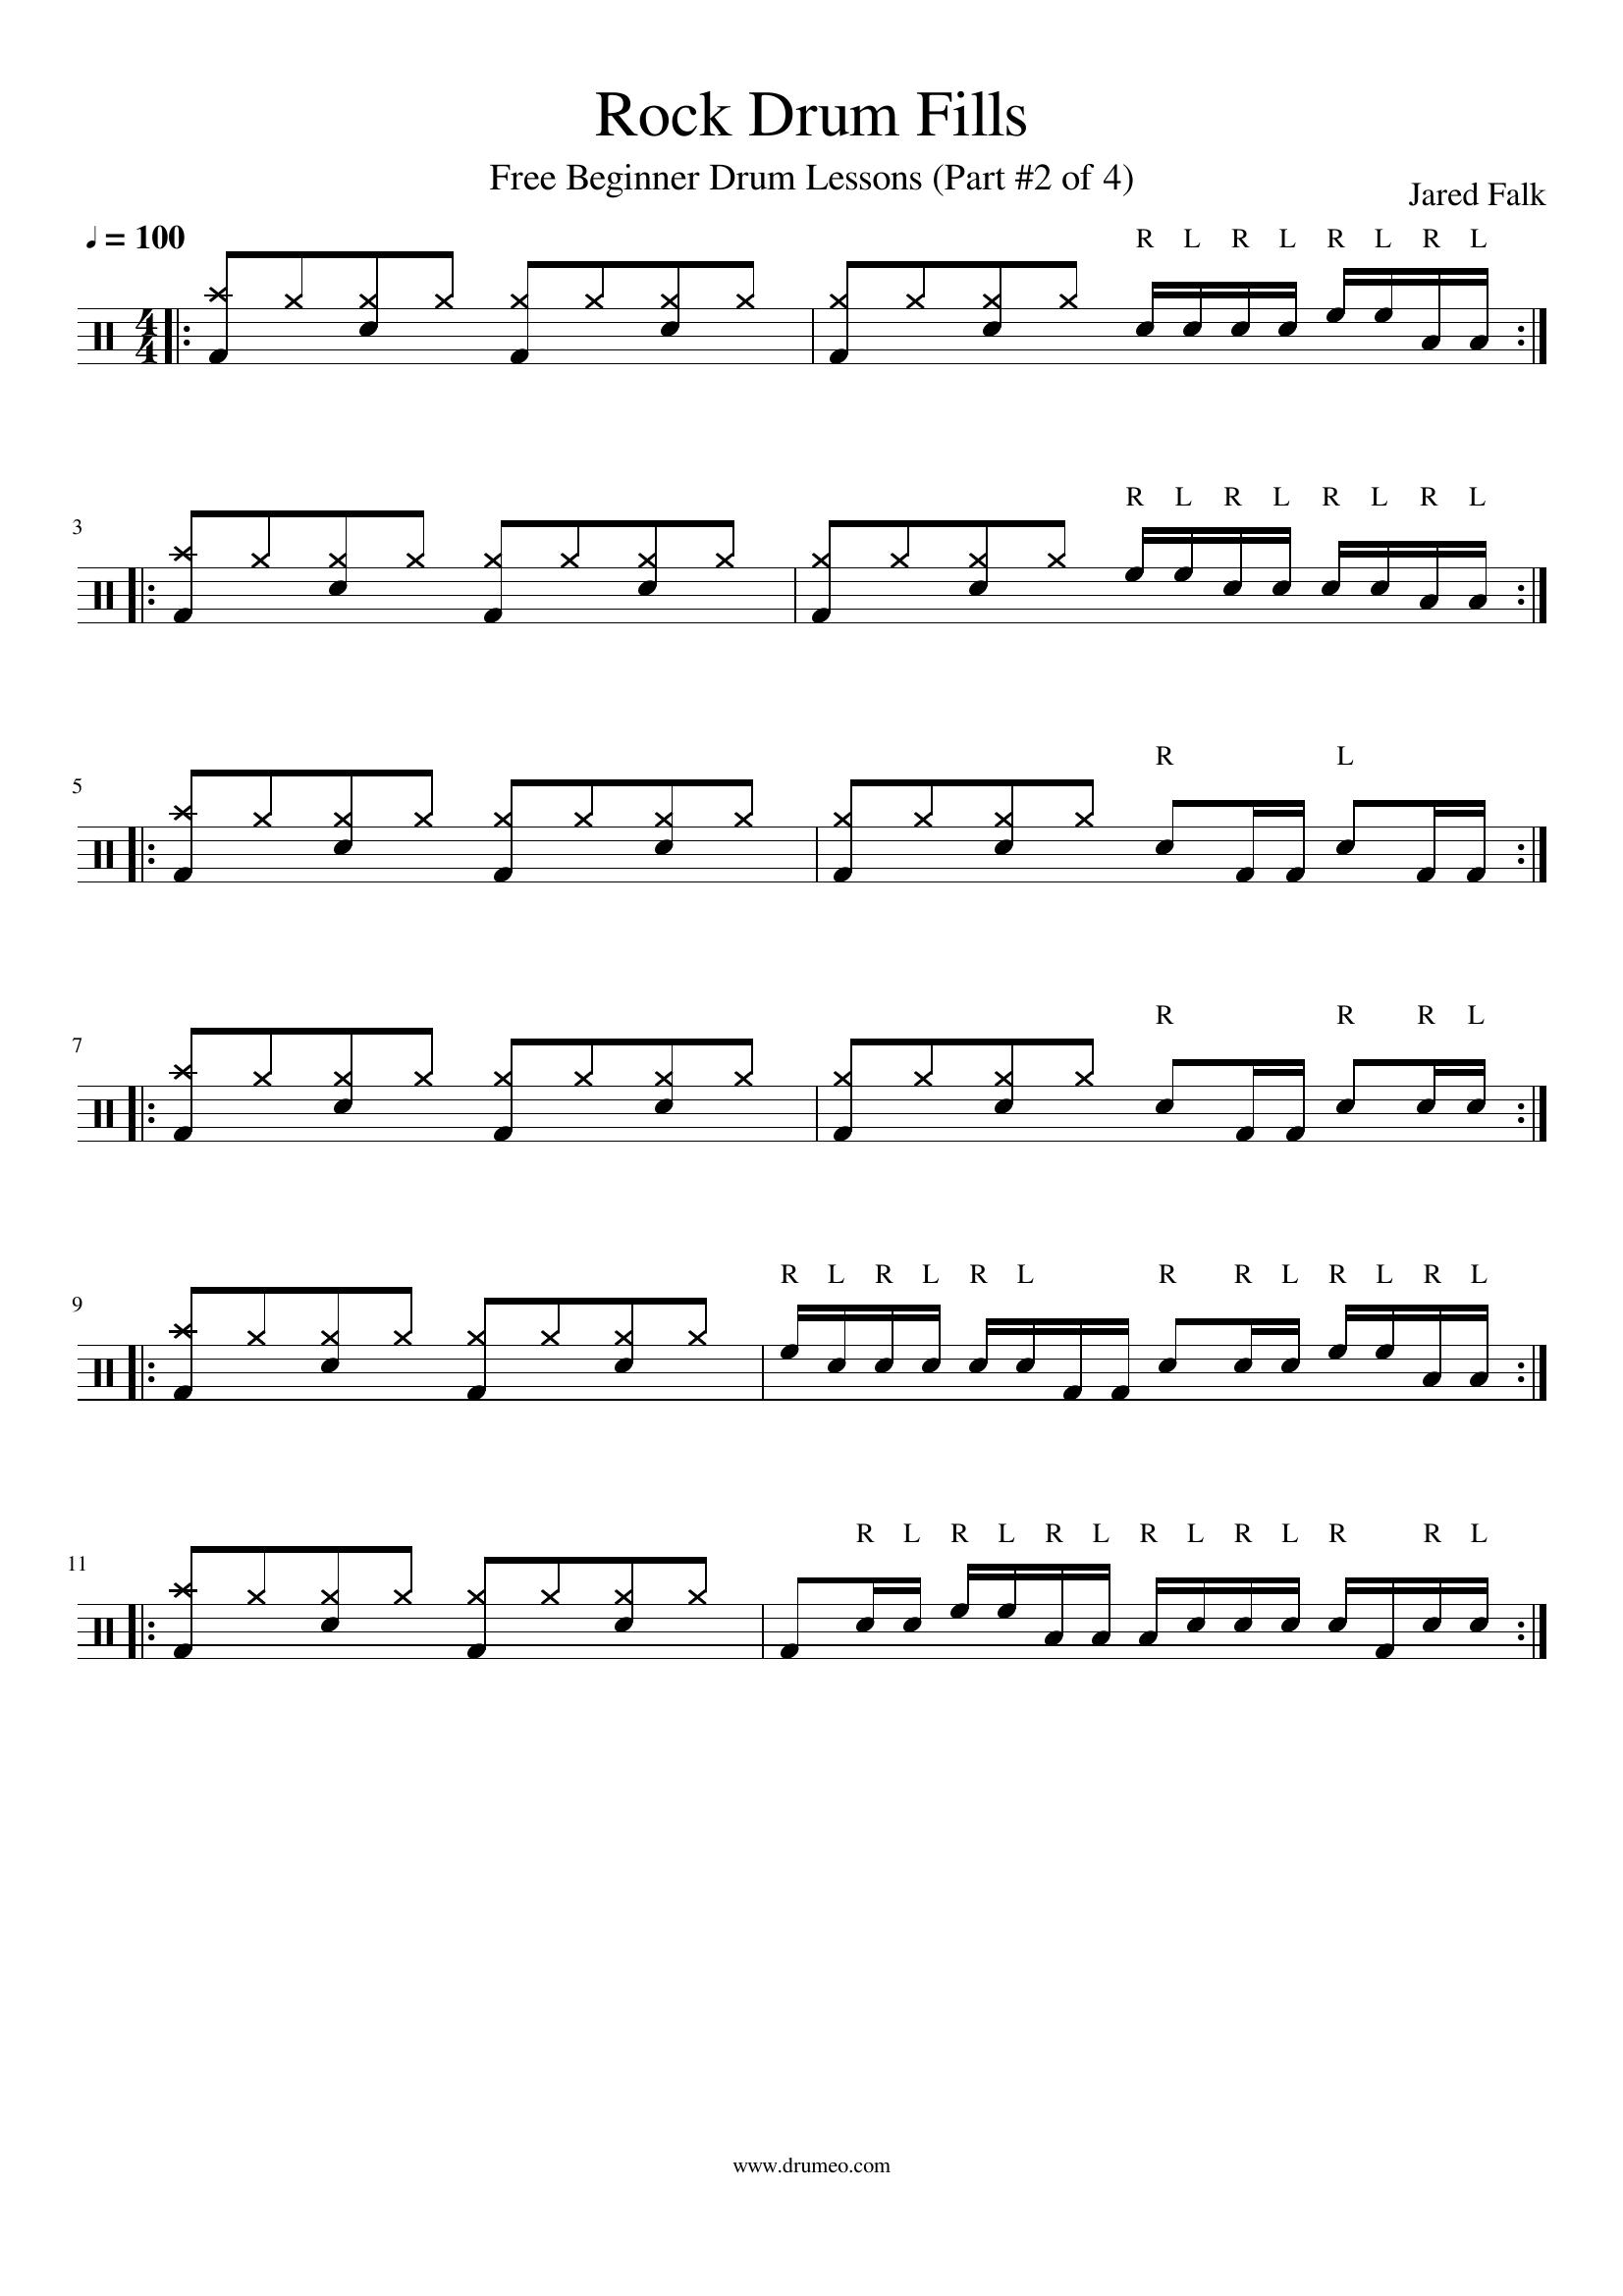 Rock Drum Fills
Free Beginner Drum Lessons (Part #2 of 4)
Jared Falk
♩ = 100
R L R L R L R L
4
4
R L R L R L R L
3
R L
5
R R R L
7
R L R L R L R R L R L R L
9
R L R L R L R L R L R R L
11
www.drumeo.com